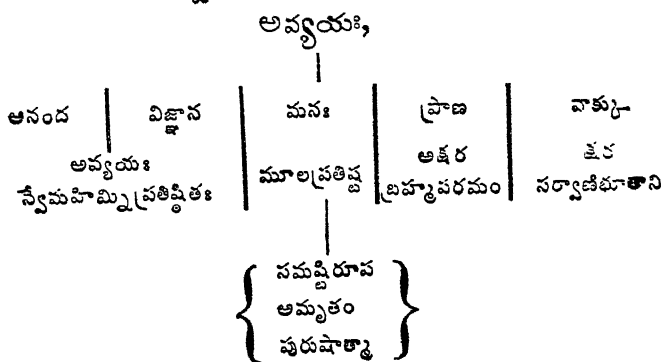 అవ్యయః,
ఆనంద విజ్ఞాన మనః ప్రాణ వాక్కు
అవ్యయః మూలప్రతిష్ట అక్షర క్షర
స్వేమహిమ్ని ప్రతిష్ఠితః బ్రహ్మపరమం సర్వాణిభూతాని
సమష్టిరూప
అమృతం
పురుషాత్మా